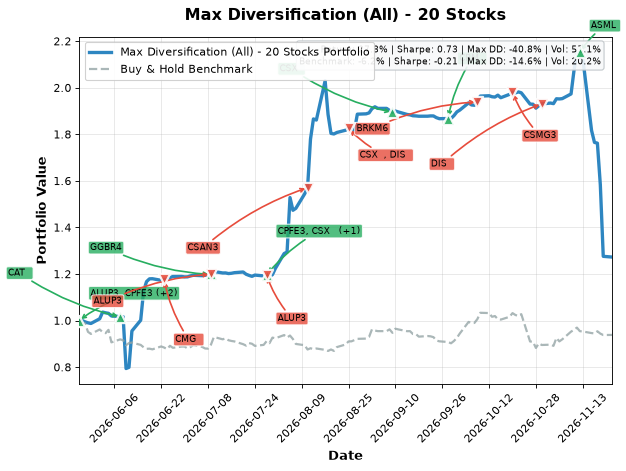 Max Diversification (All) - 20 Stocks
ASML
Max Diversification (All) - 20 Stocks Portfolio
Buy & Hold Benchmark
3% | Sharpe: 0.73 | Max DD: -40.8% | Vol:
| Sharpe: -0.21 | Max DD: -14.6% | Vol: 20.2%
BRKM6
CSX , DIS
DIS
CSMG3
CPFE3, CSX (+1)
GGBR4
CSAN3
CAT
ALUP3, CPFE3 (+2)
ALUP3
ALUP3
CMG
Portfolio Value
2.2
2.0
1.8
1.6
1.4
1.2
1.0
0.8
2026-06-06
2026-06-22
2026-07-08
2026-07-24
2026-08-09
2026-08-25
2026-09-10
2026-09-26
2026-10-12
2026-10-28
2026-11-13
Date